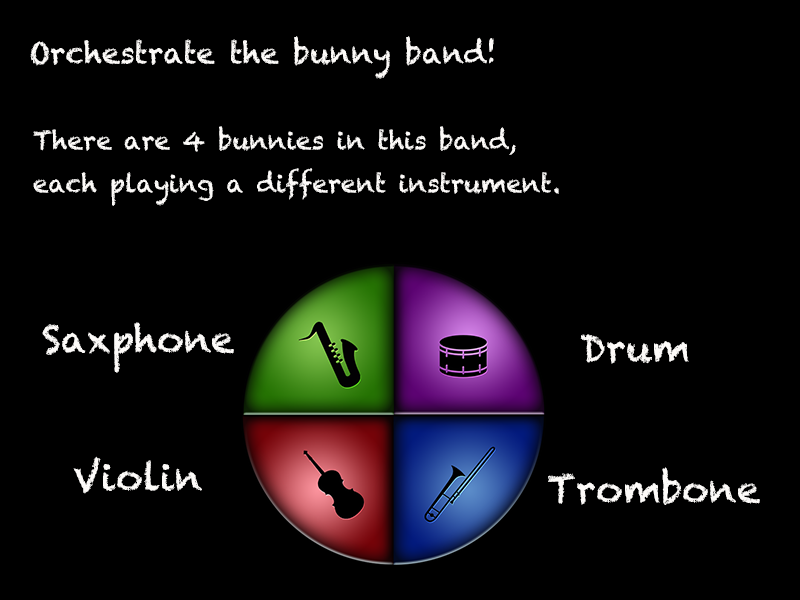 Orchestrate the bunny band!
There are 4 bunnies in this band,
each playing a different instrument.
Saxphone
Drum
Violin
Trombone